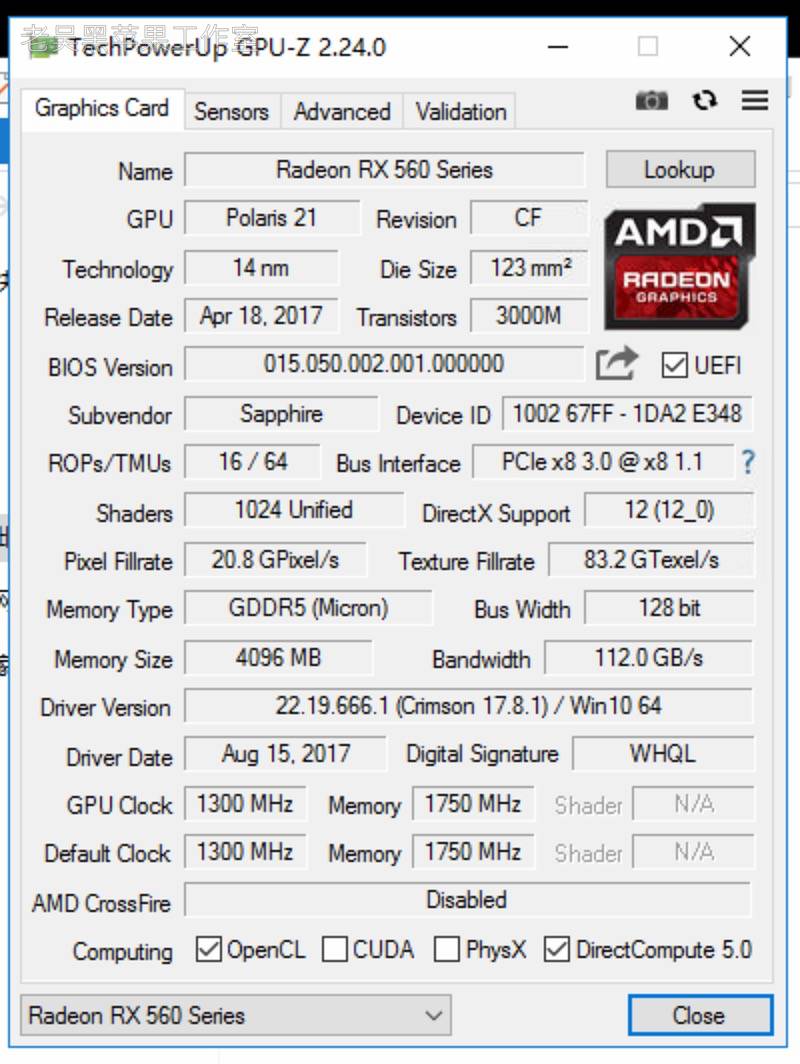 老吴黑苹果工作室
TechPowerUp GPU-Z 2.24.0
Graphics Card Sensors Advanced Validation
Name Radeon RX 560 Series Lookup
GPU Polaris 21 Revision CF
AMD
Technology 14 nm Die Size 123 mm²
RADEON
GRAPHICS
Release Date Apr 18, 2017 Transistors 3000M
BIOS Version 015.050.002.001.000000 UEFI
Subvendor Sapphire Device ID 1002 67FF - 1DA2 E348
ROPs/TMUs 16 / 64 Bus Interface PCIe x8 3.0 @ x8 1.1 ?
Shaders 1024 Unified DirectX Support 12 (12_0)
Pixel Fillrate 20.8 GPixel/s Texture Fillrate 83.2 GTexel/s
Memory Type GDDR5 (Micron) Bus Width 128 bit
Memory Size 4096 MB Bandwidth 112.0 GB/s
Driver Version 22.19.666.1 (Crimson 17.8.1) / Win10 64
Driver Date Aug 15, 2017 Digital Signature WHQL
GPU Clock 1300 MHz Memory 1750 MHz Shader N/A
Default Clock 1300 MHz Memory 1750 MHz Shader N/A
AMD CrossFire Disabled
Computing OpenCL CUDA PhysX DirectCompute 5.0
Radeon RX 560 Series Close